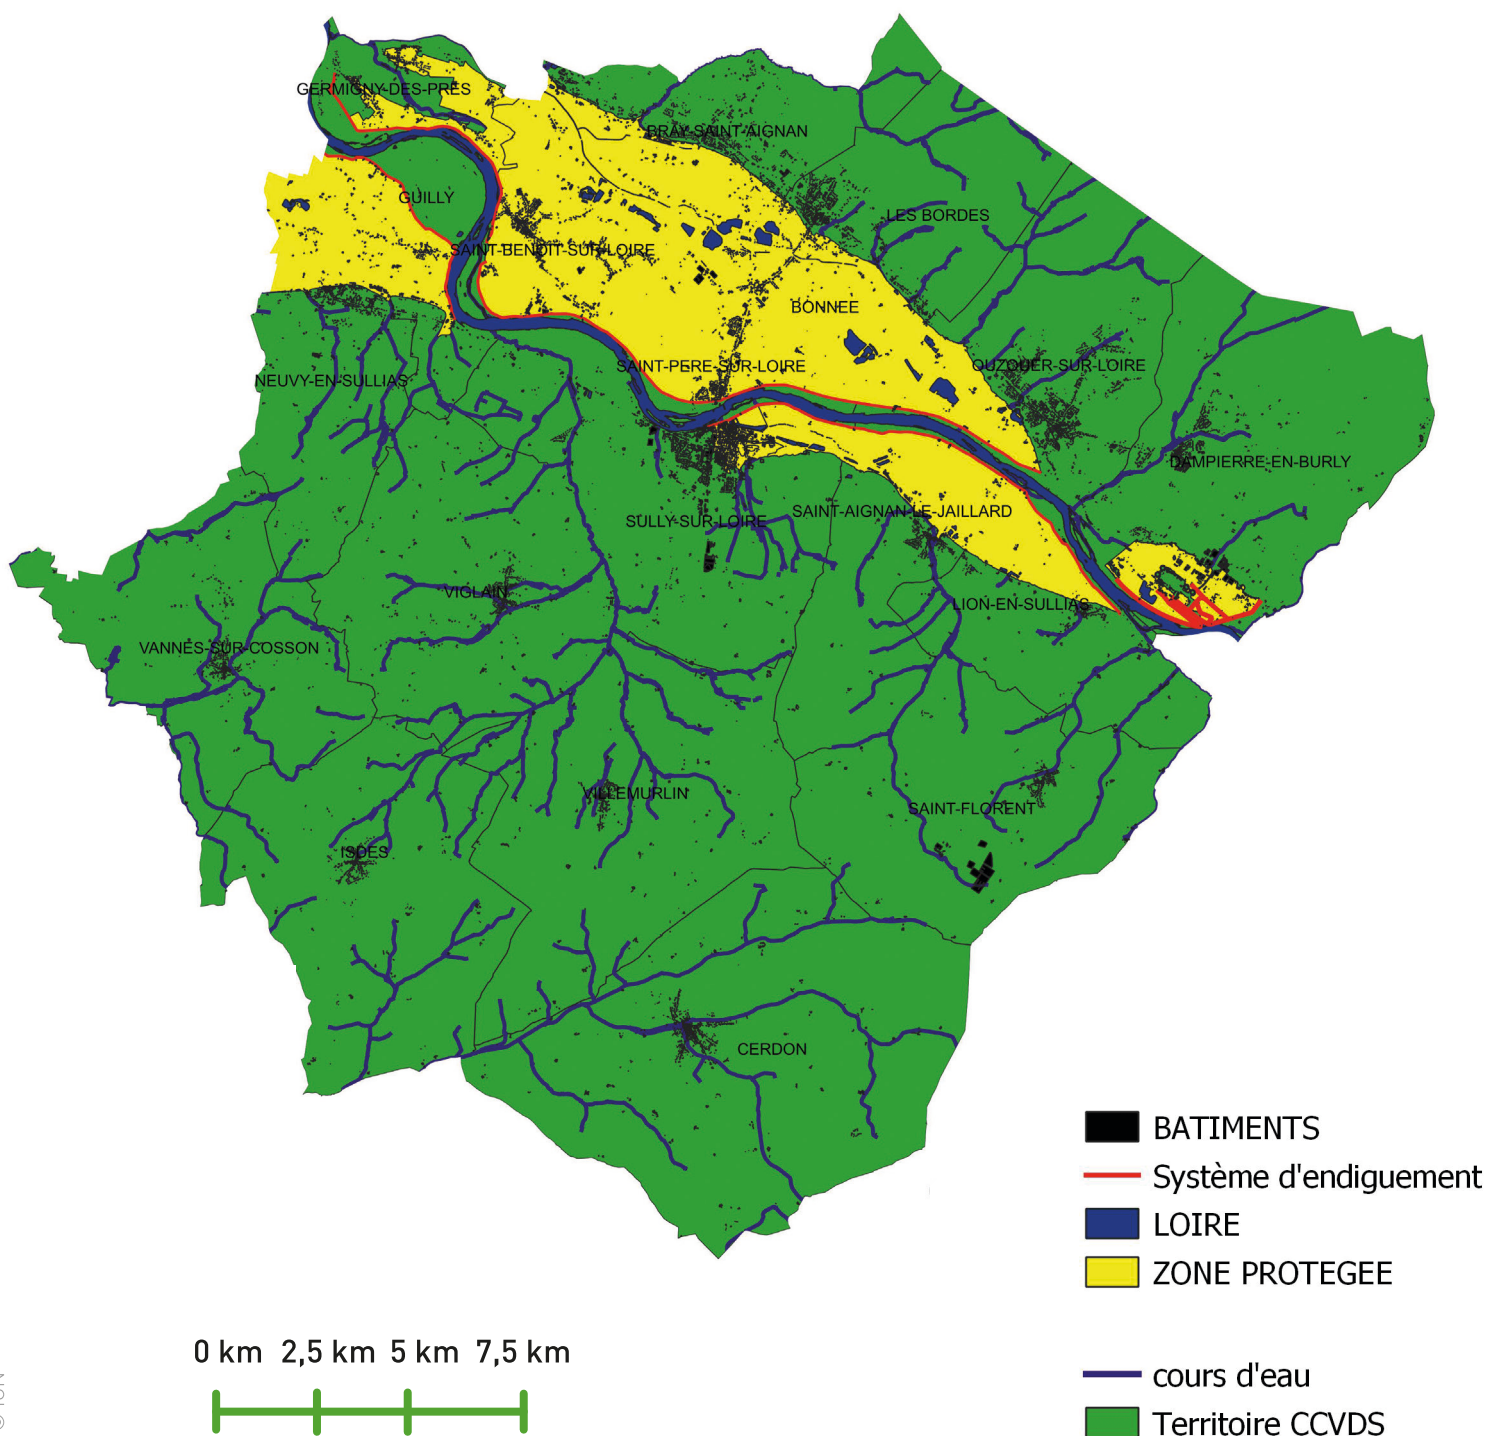 GERMIGNY-DES-PRES
BRAY-SAINT-AIGNAN
GUILLY
LES BORDES
SAINT-BENOIT-SUR-LOIRE
BONNEE
SAINT-PERE-SUR-LOIRE
OUZOUER-SUR-LOIRE
NEUVY-EN-SULLIAS
DAMPIERRE-EN-BURLY
SULLY-SUR-LOIRE
SAINT-AIGNAN-LE-JAILLARD
VIGLAIN
LION-EN-SULLIAS
VANNES-SUR-COSSON
VILLEMURLIN
SAINT-FLORENT
ISDES
CERDON
BATIMENTS
Système d'endiguement
LOIRE
ZONE PROTEGEE
cours d'eau
Territoire CCVDS
0 km 2,5 km 5 km 7,5 km
© IGN